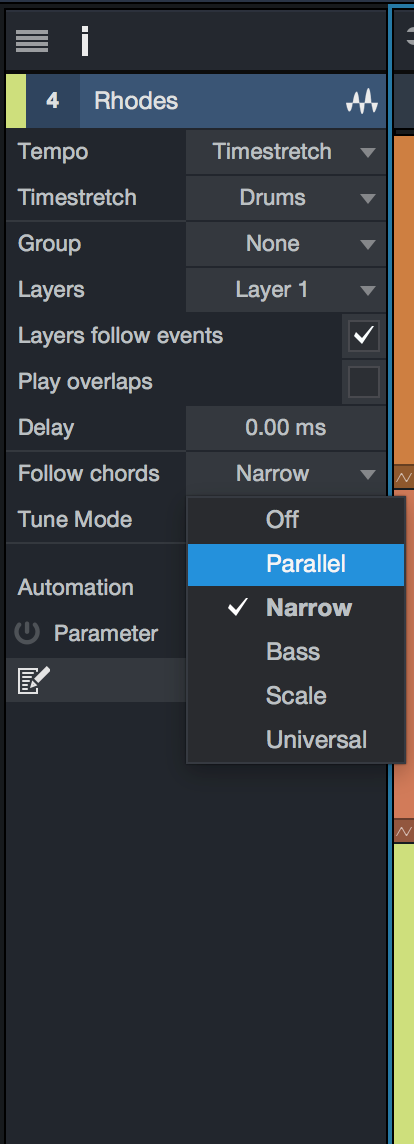 i
4 Rhodes
Tempo Timestretch
Timestretch Drums
Group None
Layers Layer 1
Layers follow events
Play overlaps
Delay 0.00 ms
Follow chords Narrow
Tune Mode
Off
Parallel
Automation
Narrow
Parameter
Bass
Scale
Universal